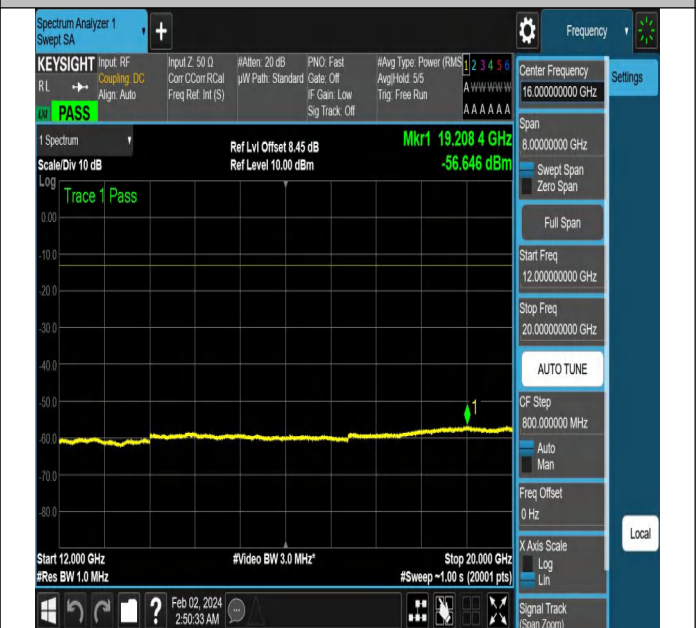 Spectrum Analyzer 1
Swept SA
Frequency
KEYSIGHT
RL
PASS
Input: RF
Coupling: DC
Align: Auto
Input Z: 50 Ω
Corr CCorr RCal
Freq Ref: Int (S)
#Atten: 20 dB
µW Path: Standard
PNO: Fast
Gate: Off
IF Gain: Low
Sig Track: Off
#Avg Type: Power (RMS
Avg|Hold: 5/5
Trig: Free Run
1 2 3 4 5 6
A W W W W W
A A A A A A
1 Spectrum
Scale/Div 10 dB
Ref Lvl Offset 8.45 dB
Ref Level 10.00 dBm
Mkr1 19.208 4 GHz
-56.646 dBm
Log
Trace 1 Pass
0.00
-10.0
-20.0
-30.0
-40.0
-50.0
-60.0
-70.0
-80.0
1
Start 12.000 GHz
#Res BW 1.0 MHz
#Video BW 3.0 MHz*
Stop 20.000 GHz
#Sweep ~1.00 s (20001 pts)
Center Frequency
16.000000000 GHz
Settings
Span
8.00000000 GHz
Swept Span
Zero Span
Full Span
Start Freq
12.000000000 GHz
Stop Freq
20.000000000 GHz
AUTO TUNE
CF Step
800.000000 MHz
Auto
Man
Freq Offset
0 Hz
X Axis Scale
Log
Lin
Local
Signal Track
(Span Zoom)
Feb 02, 2024
2:50:33 AM